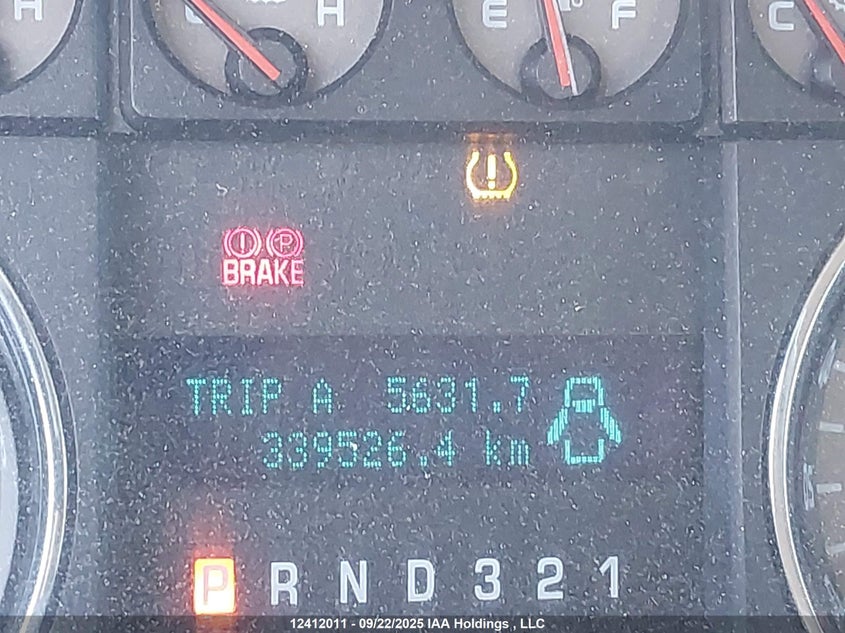 H C H E F C
BRAKE
TRIP A 5631.7
339526.4 km
P R N D 3 2 1
12412011 - 09/22/2025 IAA Holdings , LLC